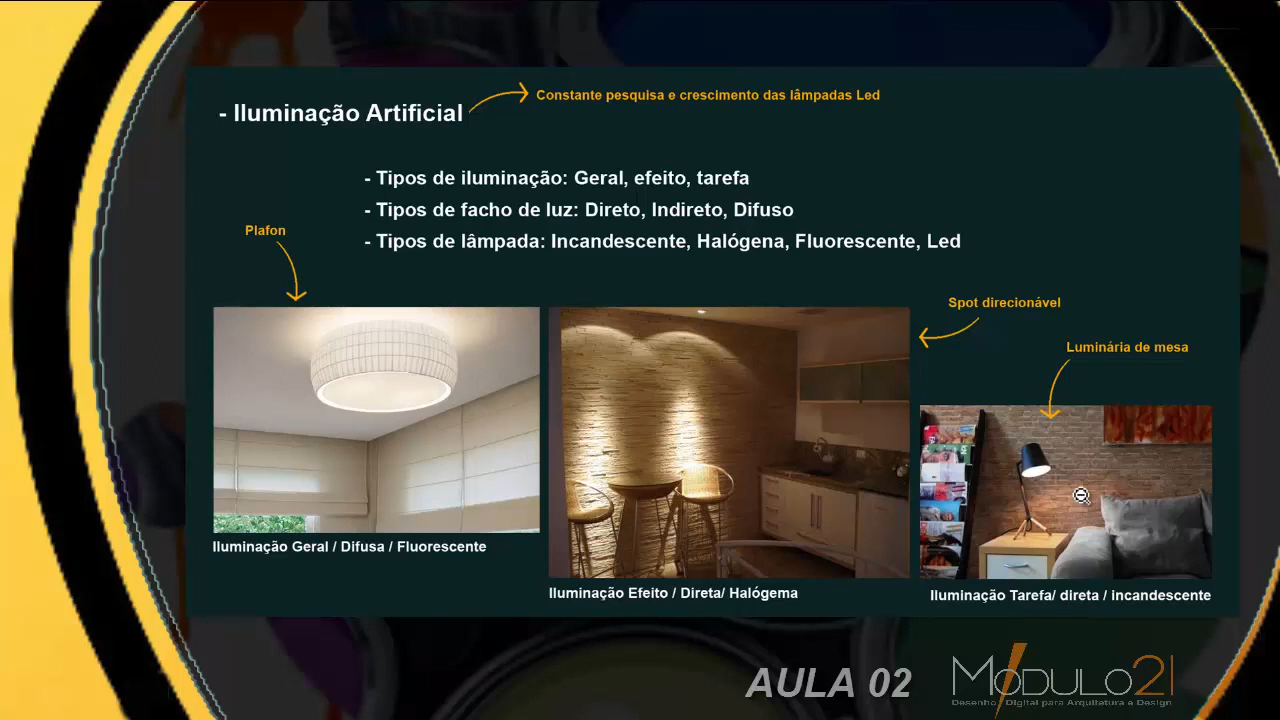 - Iluminação Artificial
Constante pesquisa e crescimento das lâmpadas Led
- Tipos de iluminação: Geral, efeito, tarefa
- Tipos de facho de luz: Direto, Indireto, Difuso
- Tipos de lâmpada: Incandescente, Halógena, Fluorescente, Led
Plafon
Spot direcionável
Luminária de mesa
Iluminação Geral / Difusa / Fluorescente
Iluminação Efeito / Direta/ Halógema
Iluminação Tarefa/ direta / incandescente
AULA 02
MÓDULO21
Desenho Digital para Arquitetura e Design